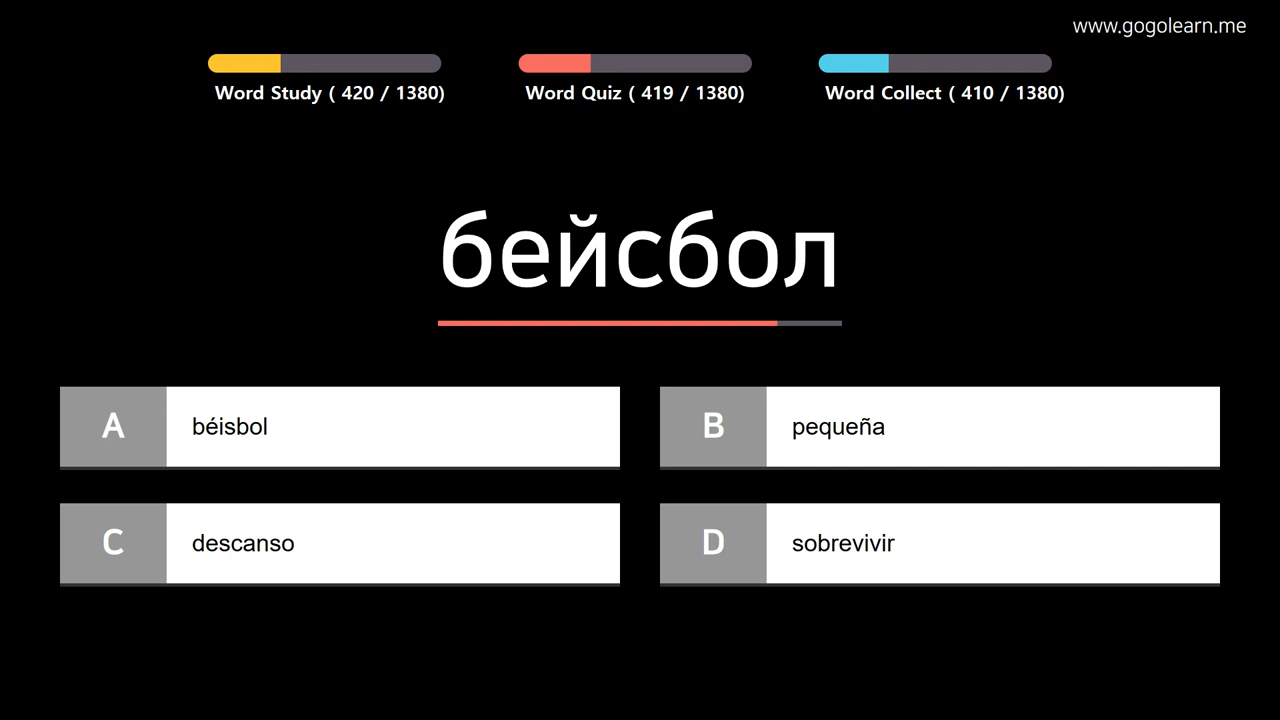 www.gogolearn.me
Word Study ( 420 / 1380)
Word Quiz ( 419 / 1380)
Word Collect ( 410 / 1380)
бейсбол
A béisbol
B pequeña
C descanso
D sobrevivir